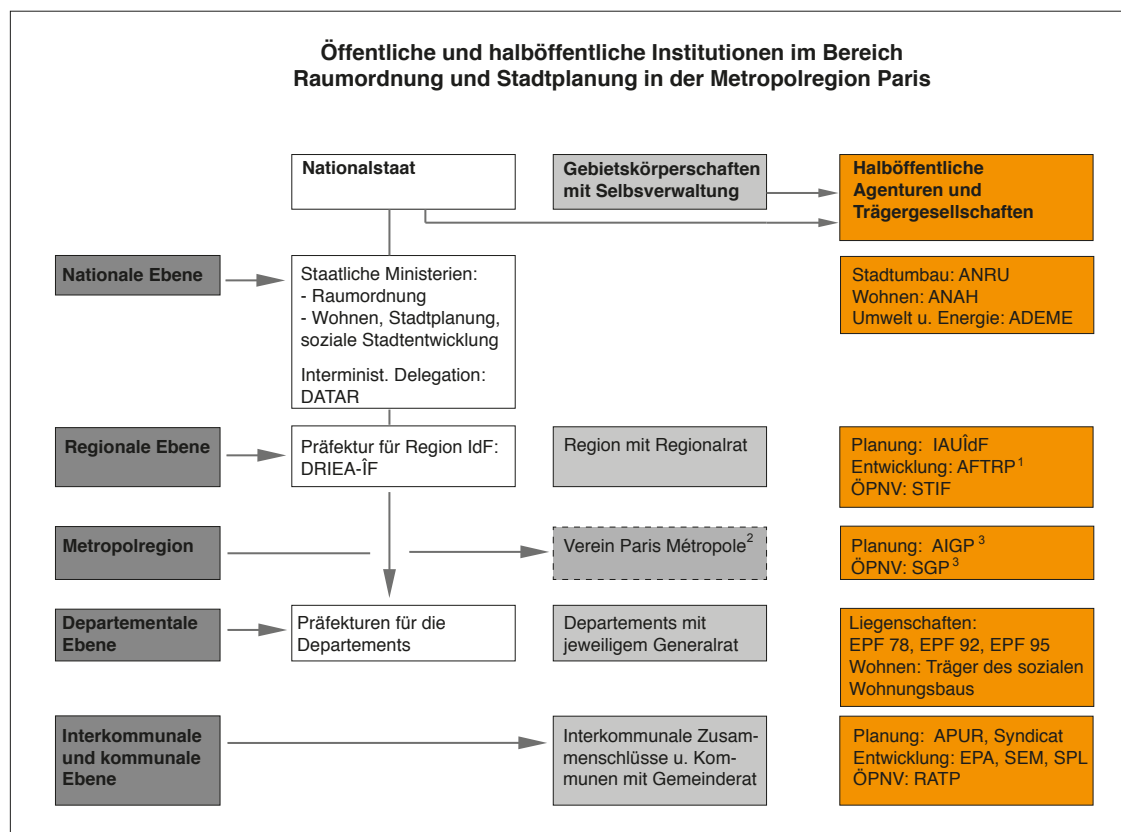 Öffentliche und halböffentliche Institutionen im Bereich
Raumordnung und Stadtplanung in der Metropolregion Paris
Nationalstaat
Gebietskörperschaften
mit Selbsverwaltung
Halböffentliche
Agenturen und
Trägergesellschaften
Nationale Ebene
Staatliche Ministerien:
- Raumordnung
- Wohnen, Stadtplanung,
soziale Stadtentwicklung
Interminist. Delegation:
DATAR
Stadtumbau: ANRU
Wohnen: ANAH
Umwelt u. Energie: ADEME
Regionale Ebene
Präfektur für Region IdF:
DRIEA-ÎF
Region mit Regionalrat
Planung: IAUÎdF
Entwicklung: AFTRP¹
ÖPNV: STIF
Metropolregion
Verein Paris Métropole²
Planung: AIGP ³
ÖPNV: SGP ³
Departementale
Ebene
Präfekturen für die
Departements
Departements mit
jeweiligem Generalrat
Liegenschaften:
EPF 78, EPF 92, EPF 95
Wohnen: Träger des sozialen
Wohnungsbaus
Interkommunale
und kommunale
Ebene
Interkommunale Zusam-
menschlüsse u. Kom-
munen mit Gemeinderat
Planung: APUR, Syndicat
Entwicklung: EPA, SEM, SPL
ÖPNV: RATP